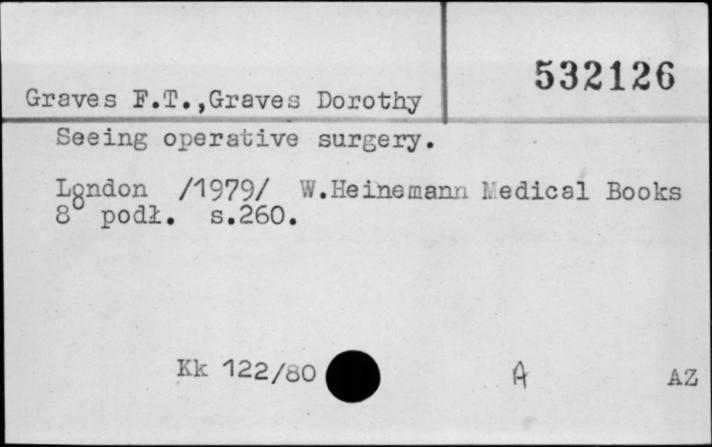 532126
Graves F.T.,Graves Dorothy
Seeing operative surgery.
London /1979/ W.Heinemann Medical Books
8° podł. s.260.
Kk 122/80 A AZ